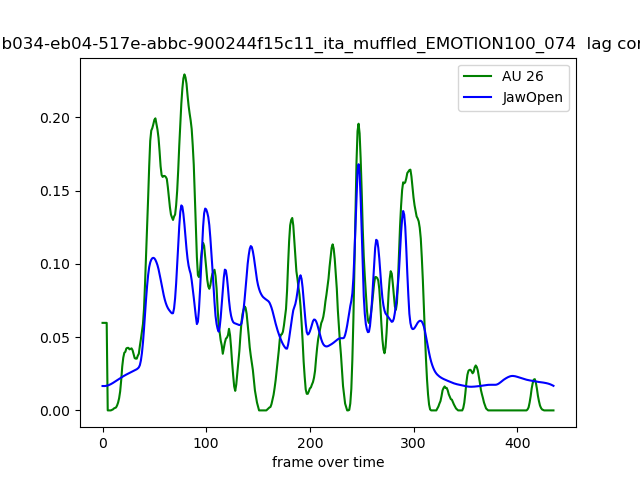 b034-eb04-517e-abbc-900244f15c11_ita_muffled_EMOTION100_074 lag
AU 26
JawOpen
0.20
0.15
0.10
0.05
0.00
0 100 200 300 400
frame over time